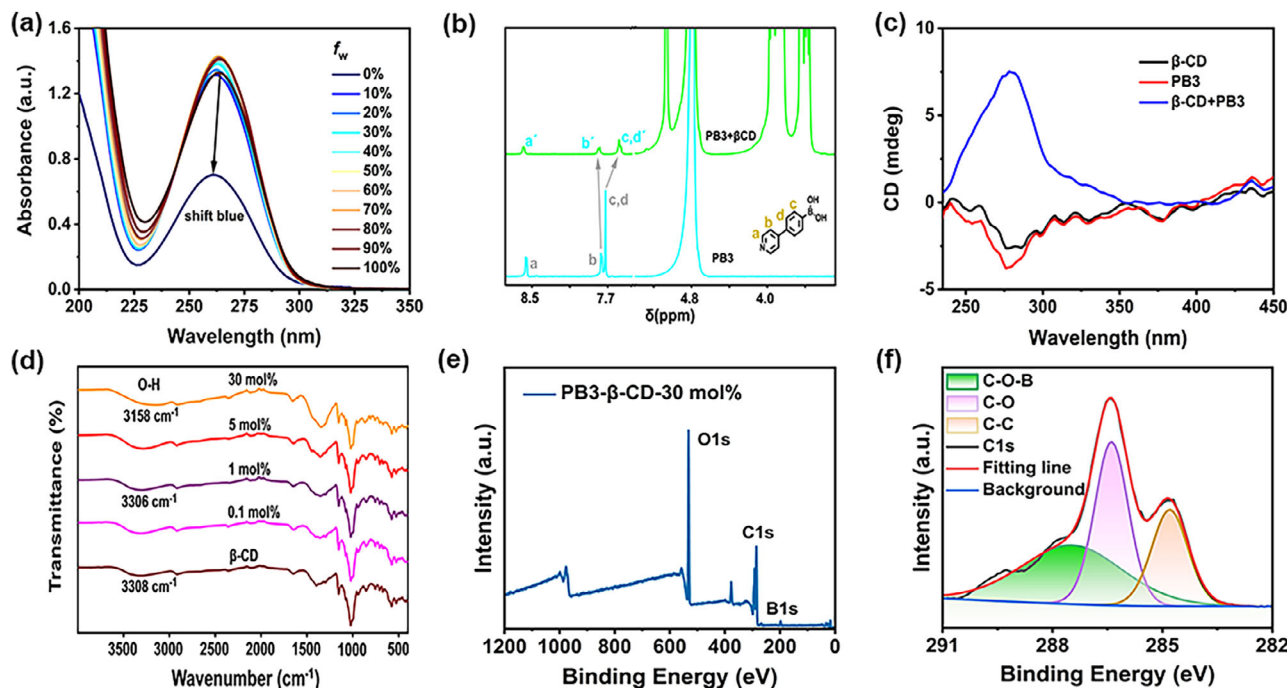 (a)
Absorbance (a.u.)
1.6
1.2
0.8
0.4
0.0
200 250 300 350
Wavelength (nm)
shift blue
fw
0%
10%
20%
30%
40%
50%
60%
70%
80%
90%
100%
(b)
a´ b´ c,d´
PB3+βCD
c,d
a b
PB3
a b d c
N B OH
OH
8.5 7.7 4.8 4.0
δ(ppm)
(c)
CD (mdeg)
10
5
0
-5
β-CD
PB3
β-CD+PB3
250 300 350 400 450
Wavelength (nm)
(d)
Transmittance (%)
O-H
30 mol%
3158 cm-1
5 mol%
1 mol%
3306 cm-1
0.1 mol%
β-CD
3308 cm-1
3500 3000 2500 2000 1500 1000 500
Wavenumber (cm-1)
(e)
Intensity (a.u.)
PB3-β-CD-30 mol%
O1s
C1s
B1s
1200 1000 800 600 400 200 0
Binding Energy (eV)
(f)
Intensity (a.u.)
C-O-B
C-O
C-C
C1s
Fitting line
Background
291 288 285 282
Binding Energy (eV)